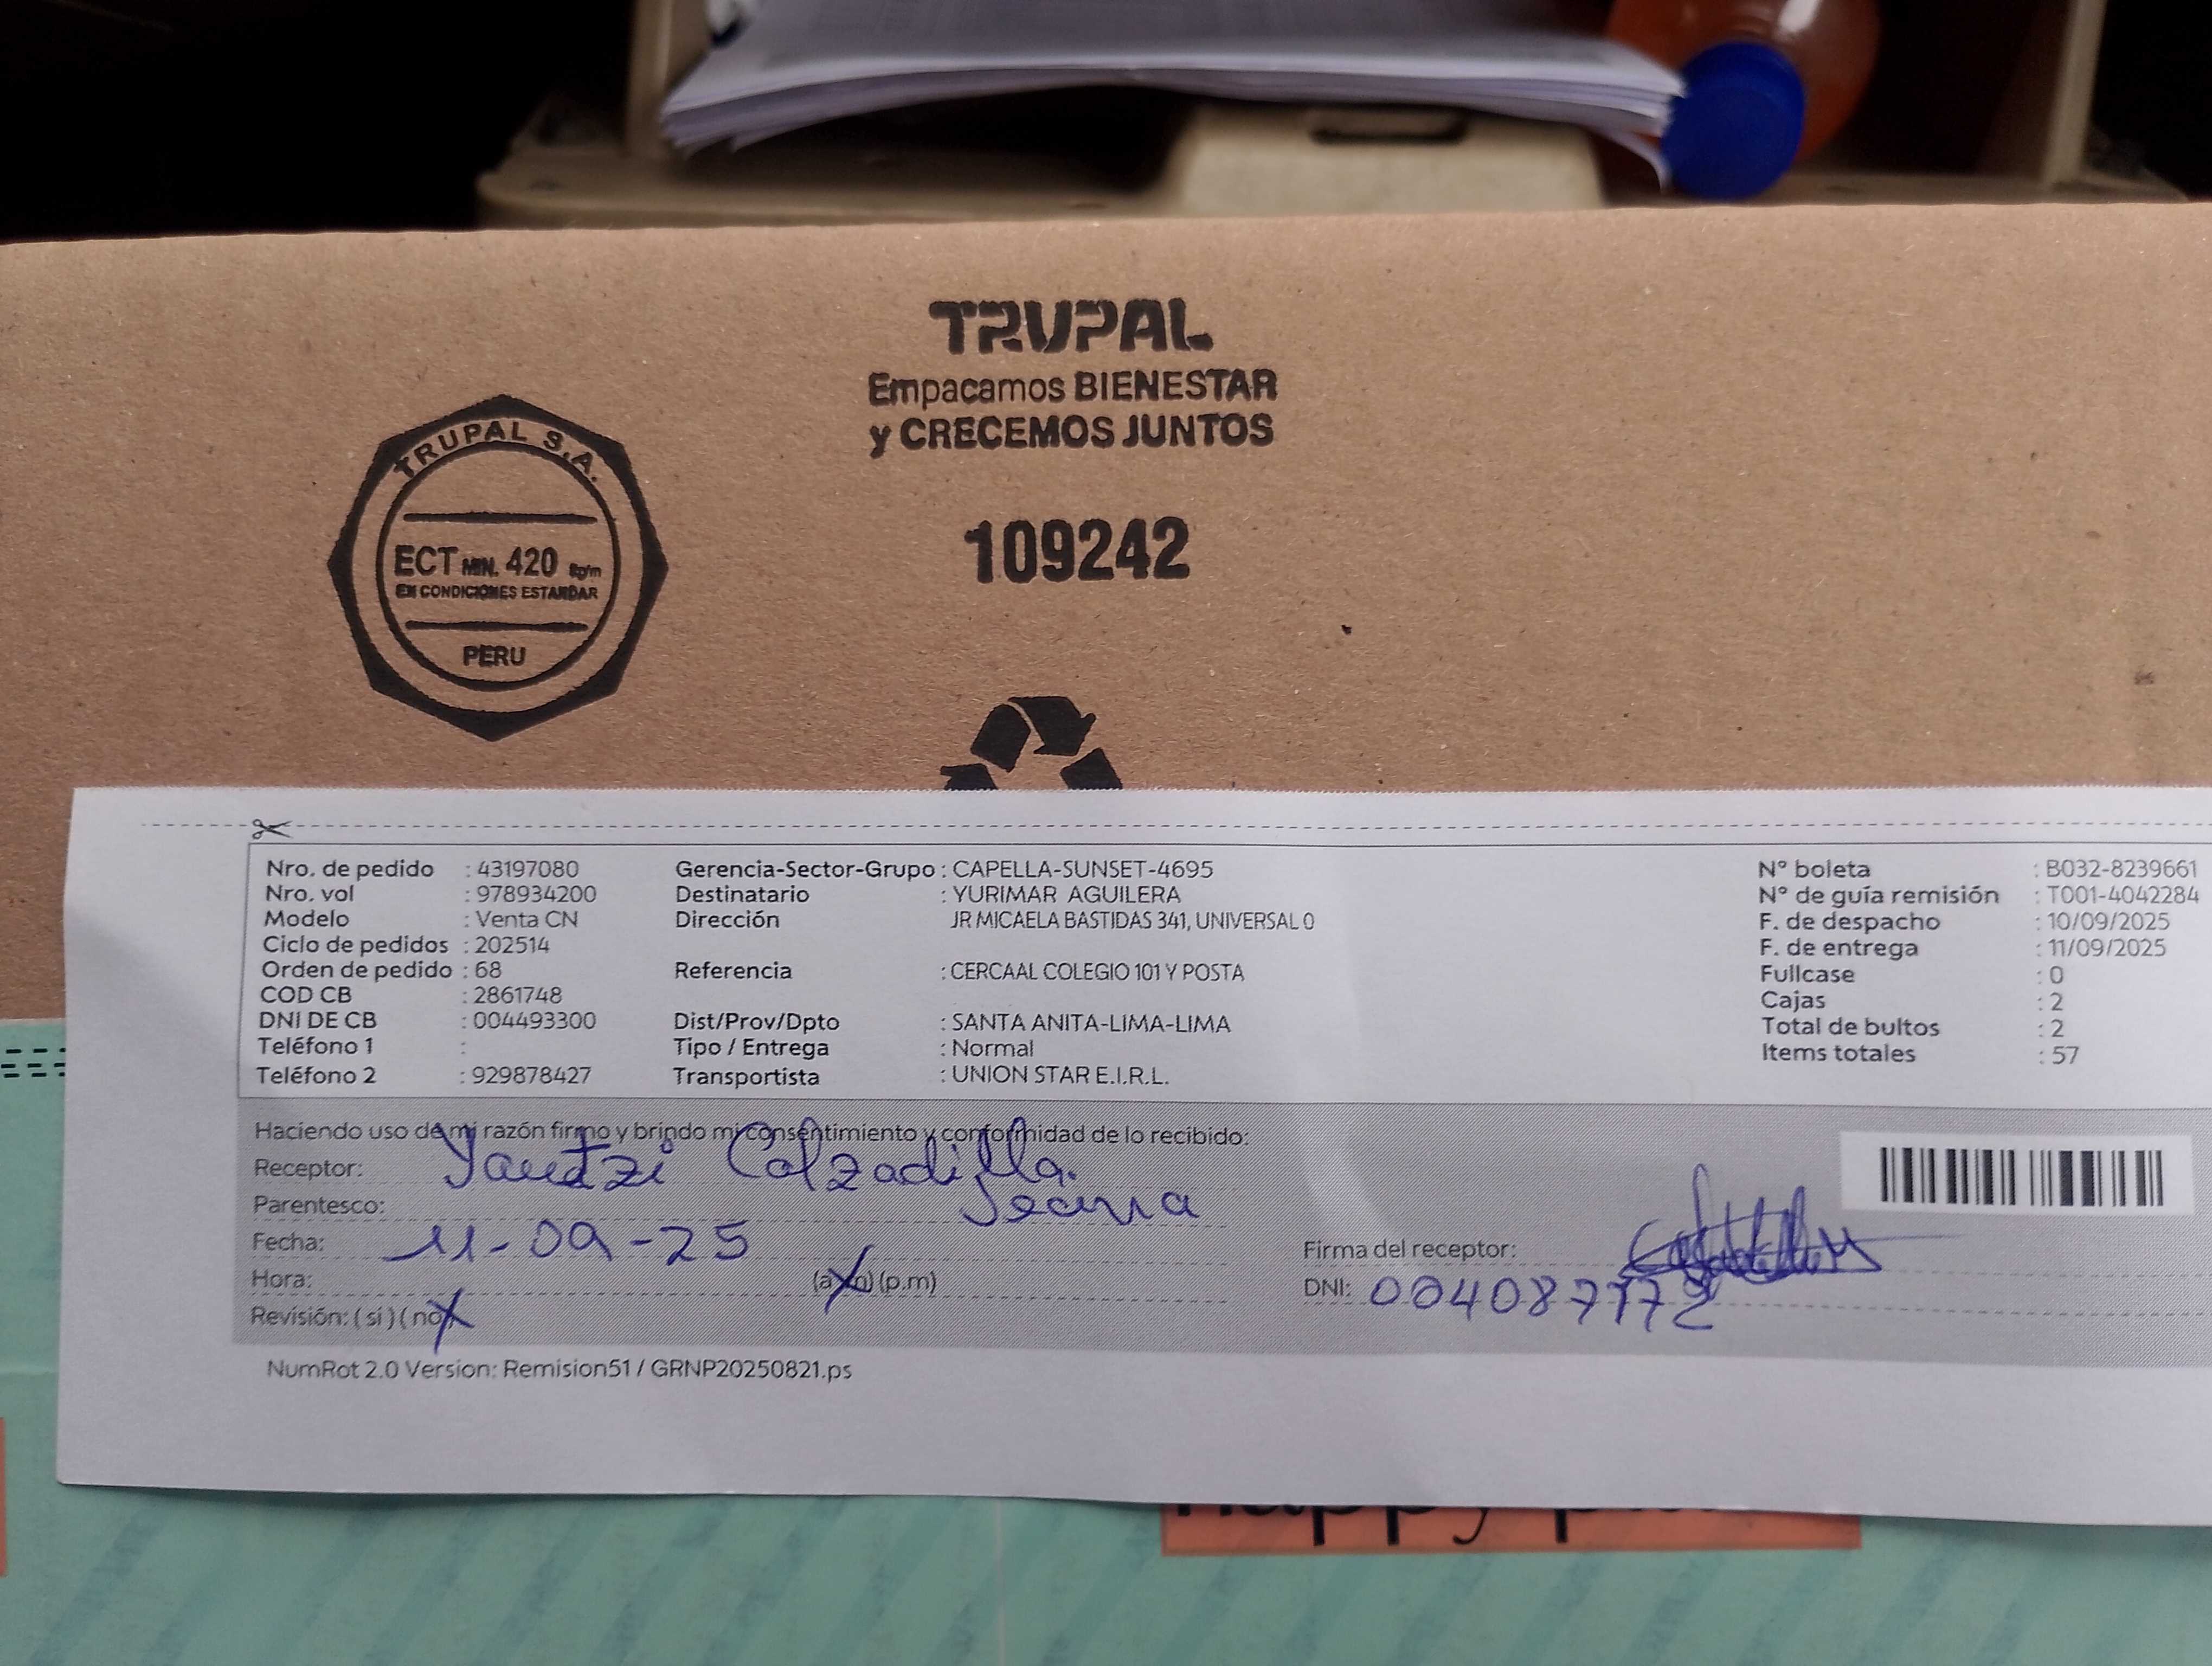 TRUPAL
Empacamos BIENESTAR
y CRECEMOS JUNTOS
109242
TRUPAL S.A.
ECT MIN. 420 Kg/m
EN CONDICIONES ESTANDAR
PERU
Nro. de pedido : 43197080
Nro. vol : 978934200
Modelo : Venta CN
Ciclo de pedidos : 202514
Orden de pedido : 68
COD CB : 2861748
DNI DE CB : 004493300
Teléfono 1 :
Teléfono 2 : 929878427
Gerencia-Sector-Grupo : CAPELLA-SUNSET-4695
Destinatario : YURIMAR AGUILERA
Dirección JR MICAELA BASTIDAS 341, UNIVERSAL 0
Referencia : CERCAAL COLEGIO 101 Y POSTA
Dist/Prov/Dpto : SANTA ANITA-LIMA-LIMA
Tipo / Entrega : Normal
Transportista : UNION STAR E.I.R.L.
N° boleta : B032-8239661
N° de guía remisión : T001-4042284
F. de despacho : 10/09/2025
F. de entrega : 11/09/2025
Fullcase : 0
Cajas : 2
Total de bultos : 2
Items totales : 57
Haciendo uso de mi razón firmo y brindo mi consentimiento y conformidad de lo recibido:
Receptor: Calzadilla
Parentesco:
Fecha: 11-09-25
Hora: (a.m) (p.m)
Revisión: ( si ) ( no )
Firma del receptor:
DNI:
NumRot 2.0 Version: Remision51 / GRNP20250821.ps